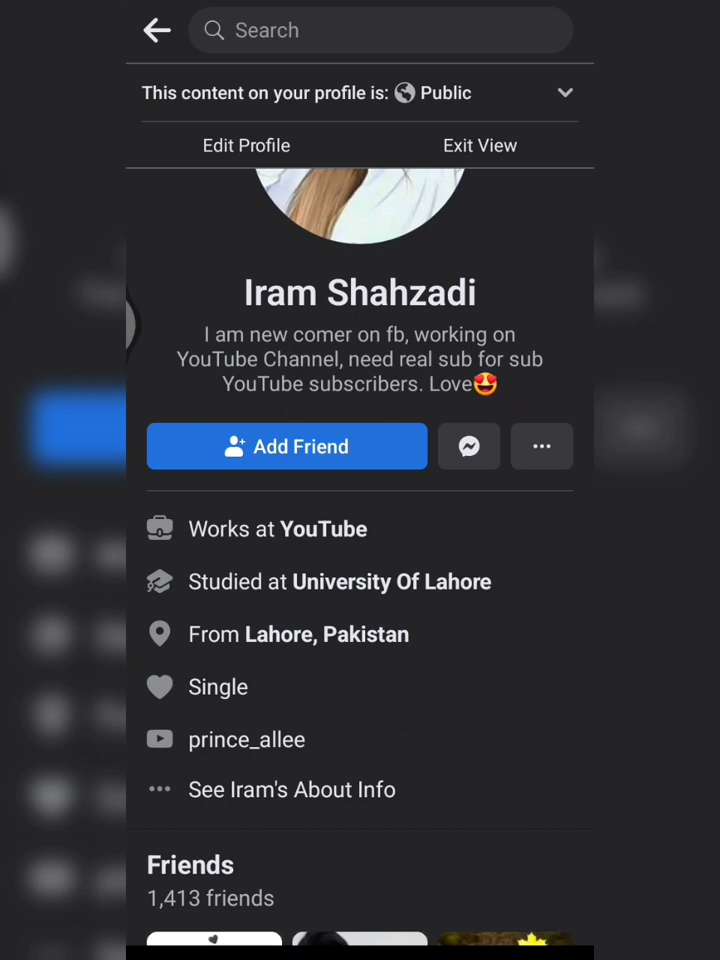 Search
This content on your profile is: Public
Edit Profile
Exit View
Iram Shahzadi
I am new comer on fb, working on
YouTube Channel, need real sub for sub
YouTube subscribers. Love😍
Add Friend
Works at YouTube
Studied at University Of Lahore
From Lahore, Pakistan
Single
prince_allee
See Iram's About Info
Friends
1,413 friends